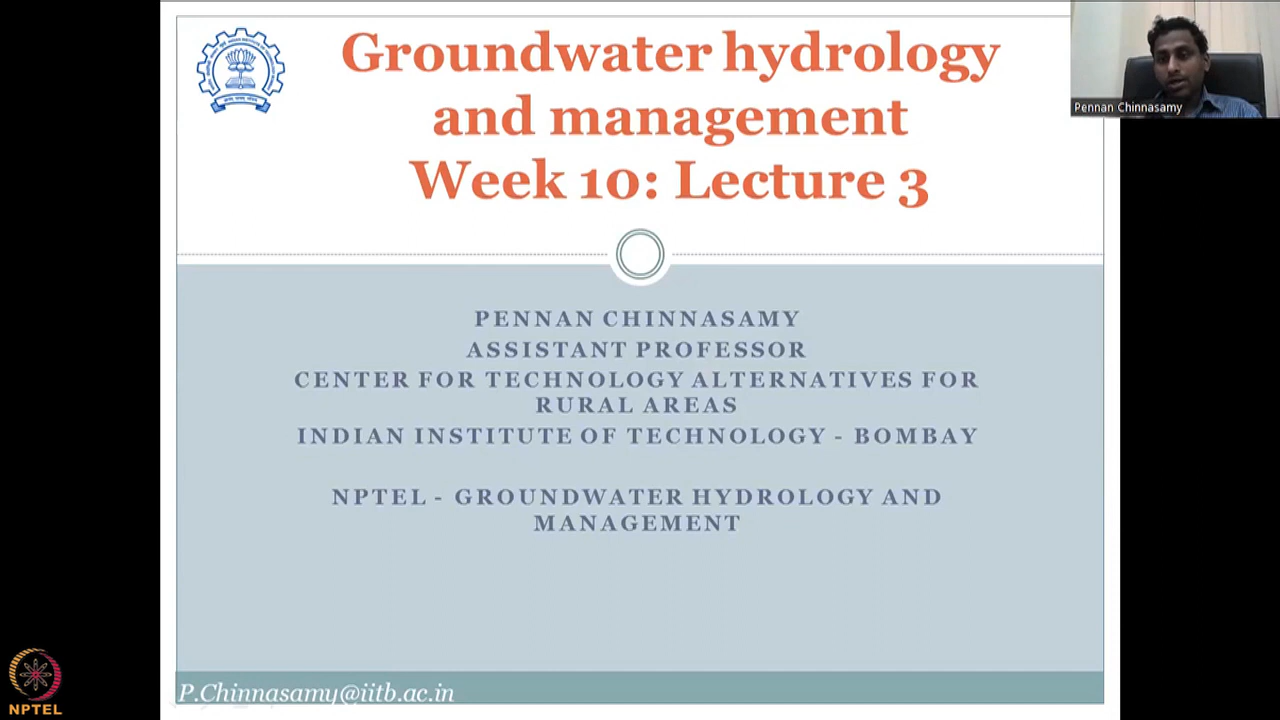 Groundwater hydrology
and management
Week 10: Lecture 3
Pennan Chinnasamy
PENNAN CHINNASAMY
ASSISTANT PROFESSOR
CENTER FOR TECHNOLOGY ALTERNATIVES FOR
RURAL AREAS
INDIAN INSTITUTE OF TECHNOLOGY - BOMBAY
NPTEL - GROUNDWATER HYDROLOGY AND
MANAGEMENT
P.Chinnasamy@iitb.ac.in
NPTEL